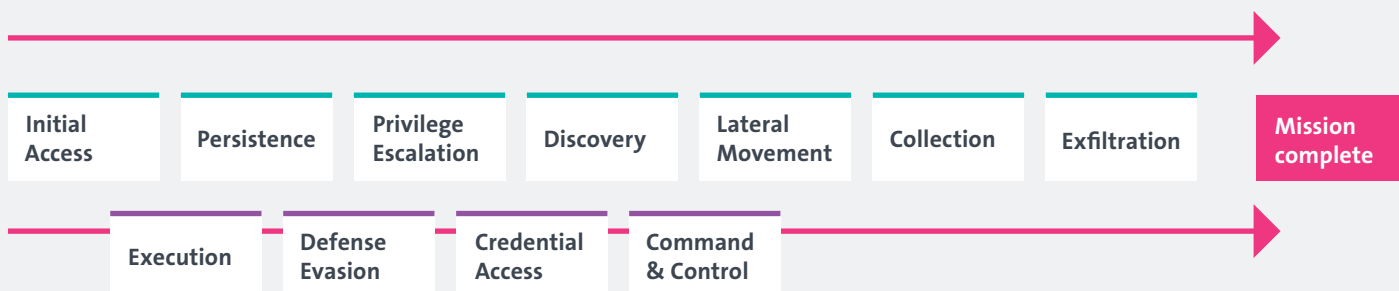 Initial
Access
Persistence
Privilege
Escalation
Discovery
Lateral
Movement
Collection
Exfiltration
Mission
complete
Execution
Defense
Evasion
Credential
Access
Command
& Control